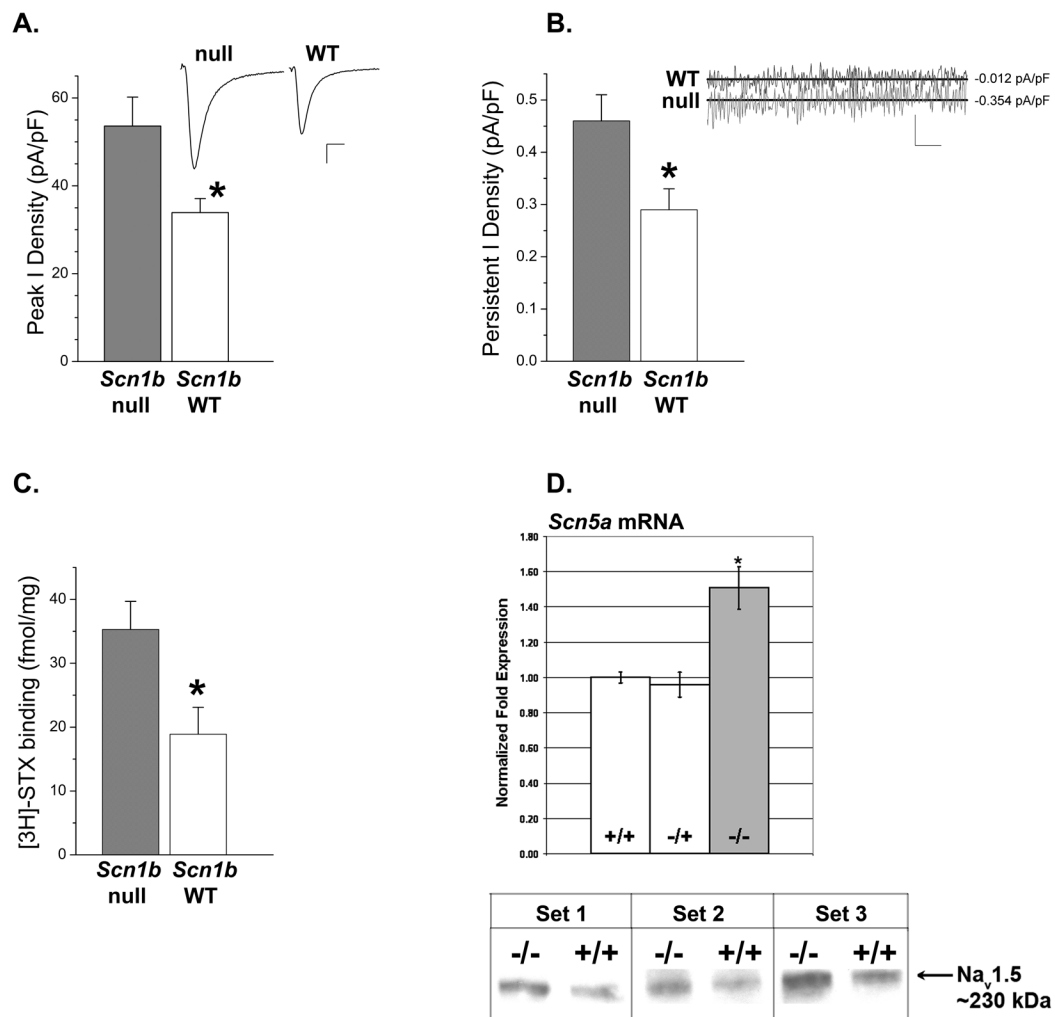 A.
null
WT
60
40
20
0
Peak I Density (pA/pF)
*
Scn1b
null
Scn1b
WT
B.
WT
null
-0.012 pA/pF
-0.354 pA/pF
0.5
0.4
0.3
0.2
0.1
0.0
Persistent I Density (pA/pF)
*
Scn1b
null
Scn1b
WT
C.
40
30
20
10
0
[3H]-STX binding (fmol/mg)
*
Scn1b
null
Scn1b
WT
D.
Scn5a mRNA
1.80
1.60
1.40
1.20
1.00
0.80
0.60
0.40
0.20
0.00
Normalized Fold Expression
*
+/+
-/+
-/-
Set 1
Set 2
Set 3
-/- +/+
-/- +/+
-/- +/+
Nav1.5
~230 kDa